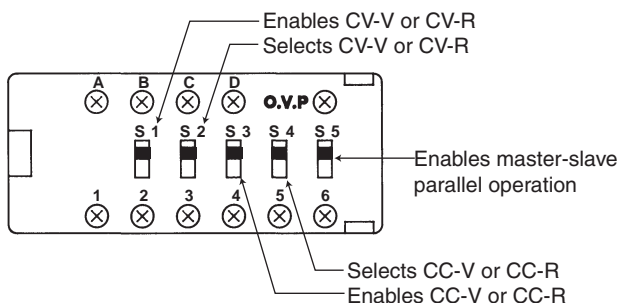 Enables CV-V or CV-R
Selects CV-V or CV-R
A B C D O.V.P
S 1 S 2 S 3 S 4 S 5
Enables master-slave
parallel operation
1 2 3 4 5 6
Selects CC-V or CC-R
Enables CC-V or CC-R